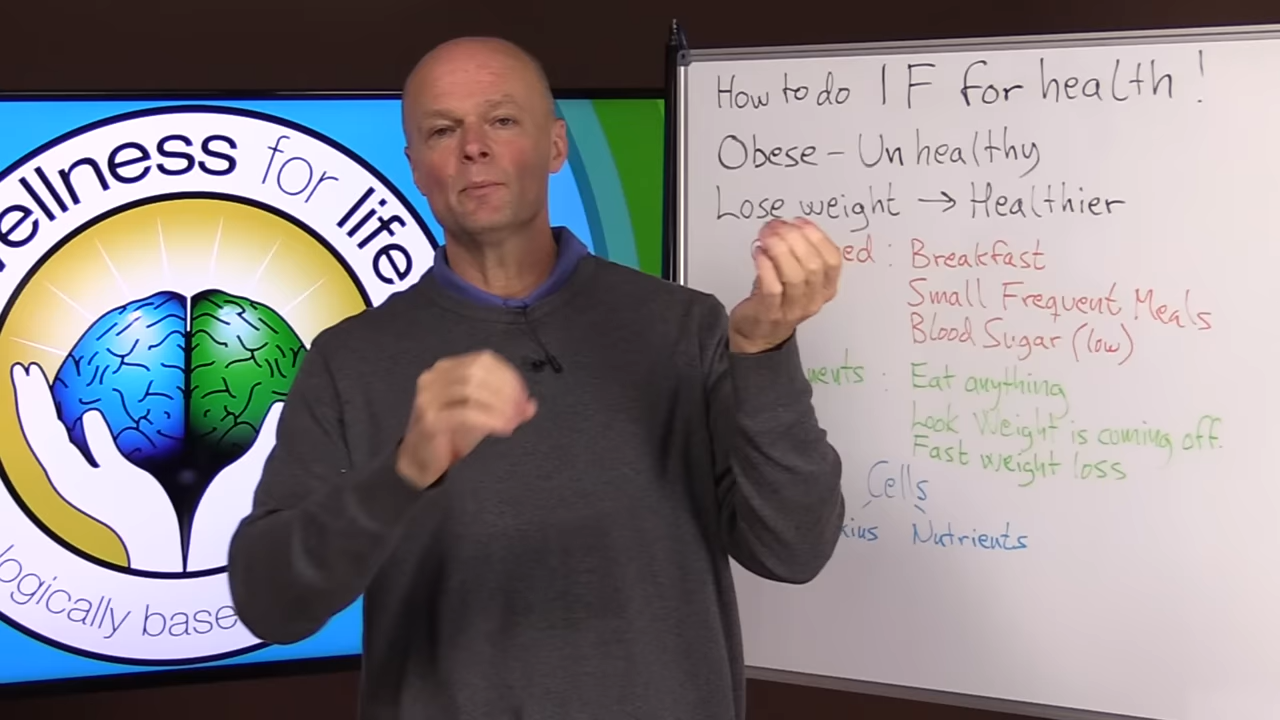 wellness for life
logically base
How to do IF for health!
Obese - Unhealthy
Lose weight → Healthier
: Breakfast
Small Frequent Meals
Blood Sugar (low)
: Eat anything
Look Weight is coming off.
Fast weight loss
Cells
Nutrients